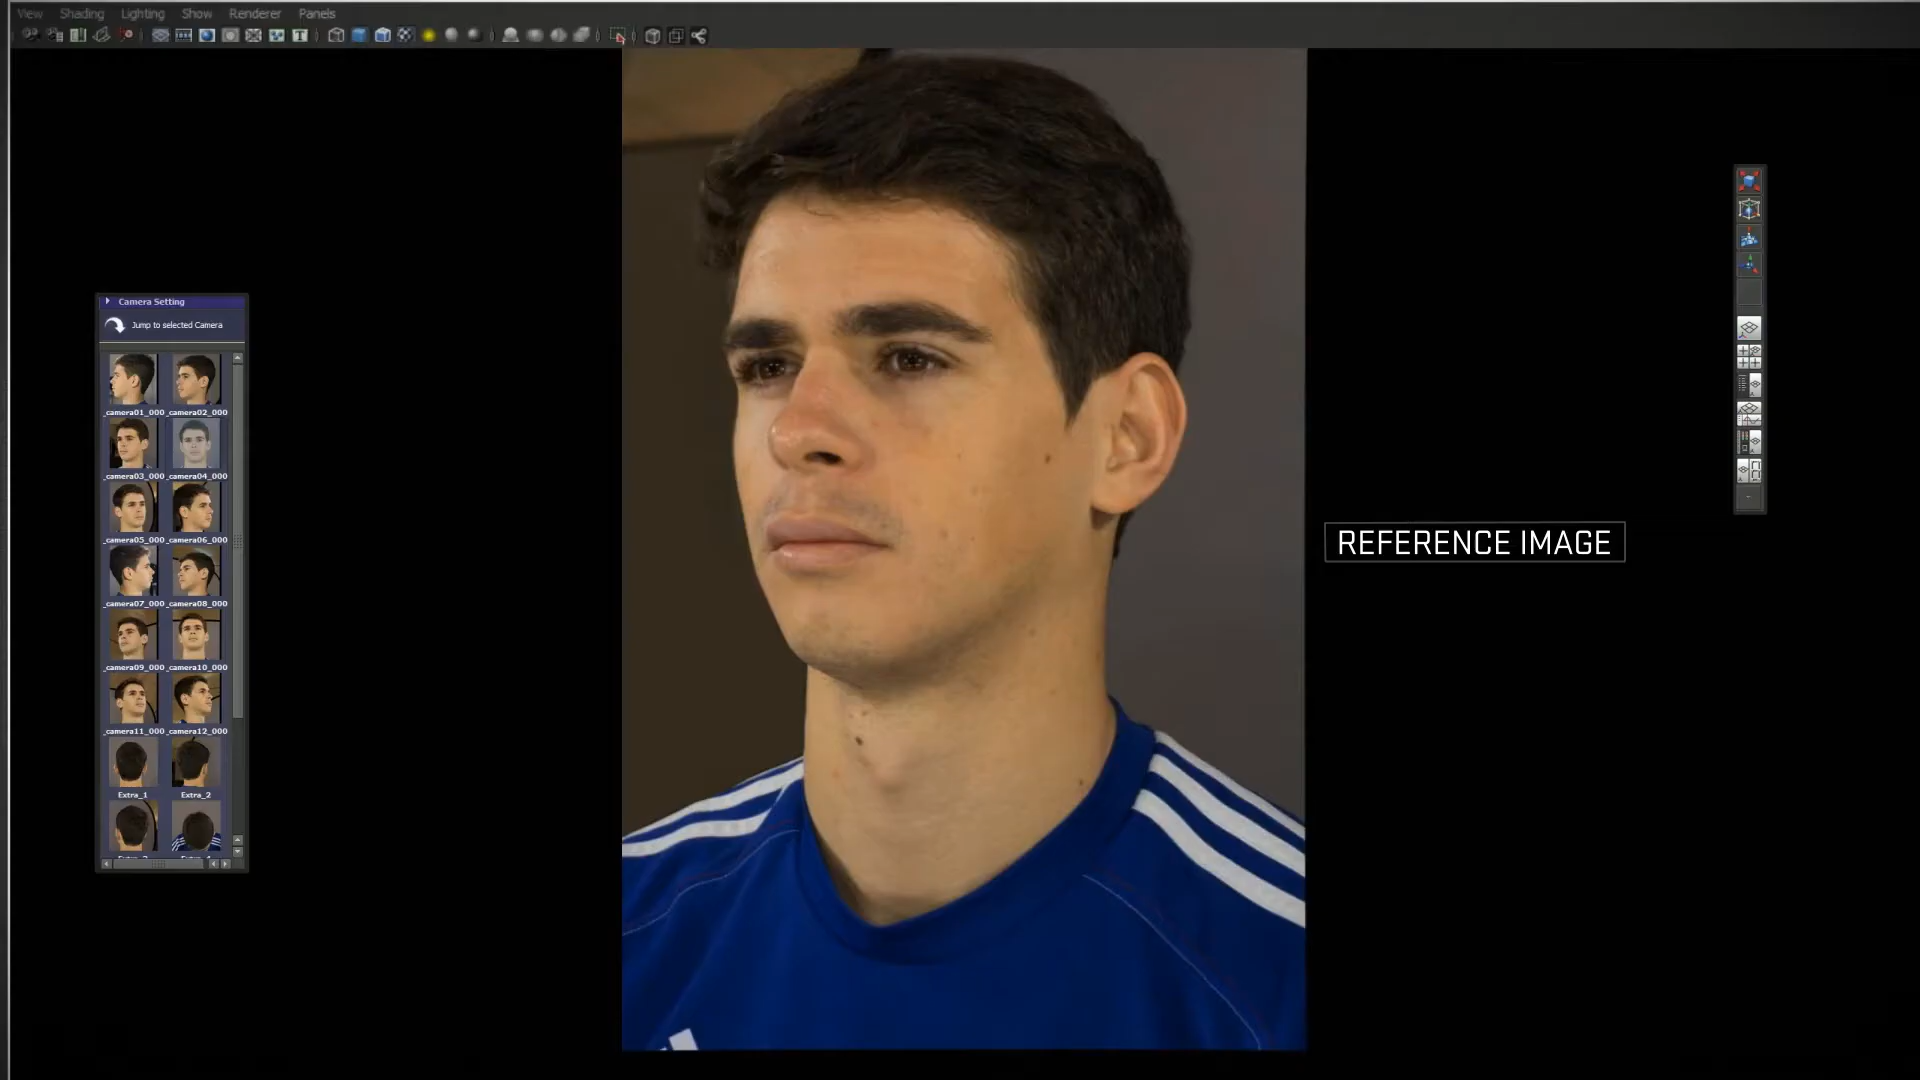 View Shading Lighting Show Renderer Panels
Camera Setting
Jump to selected Camera
_camera01_000 _camera02_000
_camera03_000 _camera04_000
_camera05_000 _camera06_000
_camera07_000 _camera08_000
_camera09_000 _camera10_000
_camera11_000 _camera12_000
Extra_1 Extra_2
REFERENCE IMAGE